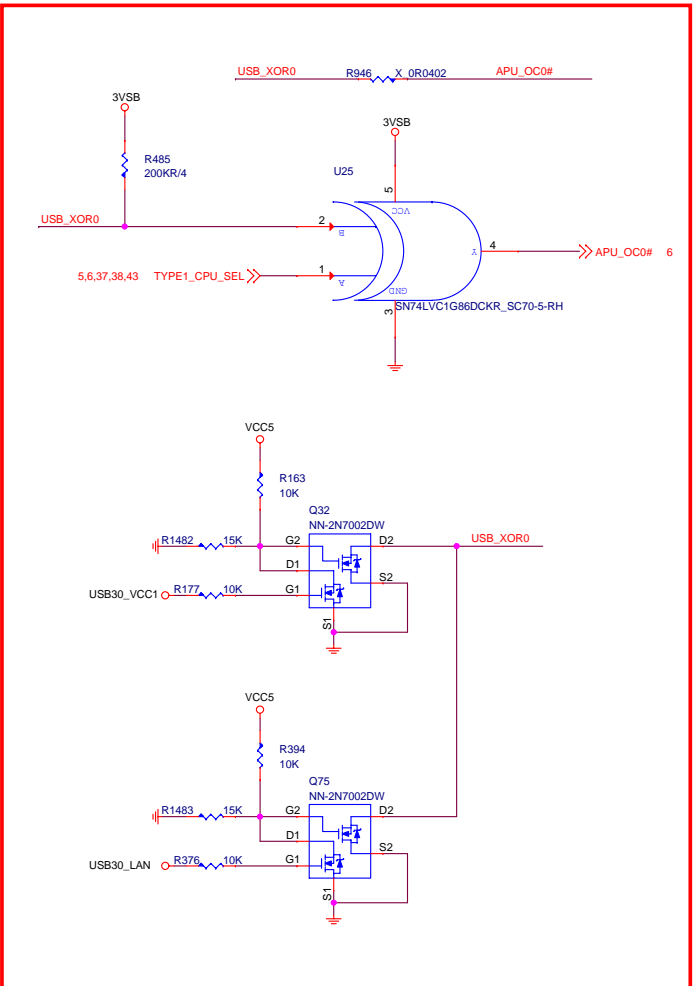 USB_XOR0 R946 X_0R0402 APU_OC0#
3VSB
3VSB
R485
200KR/4
U25
5
VCC
USB_XOR0
2
B
4
Y
APU_OC0# 6
5,6,37,38,43 TYPE1_CPU_SEL
1
A
GND
3
SN74LVC1G86DCKR_SC70-5-RH
VCC5
R163
10K
Q32
NN-2N7002DW
R1482 15K G2 D2 USB_XOR0
D1
S2
USB30_VCC1 R177 10K G1
S1
VCC5
R394
10K
Q75
NN-2N7002DW
R1483 15K G2 D2
D1
S2
USB30_LAN R376 10K G1
S1